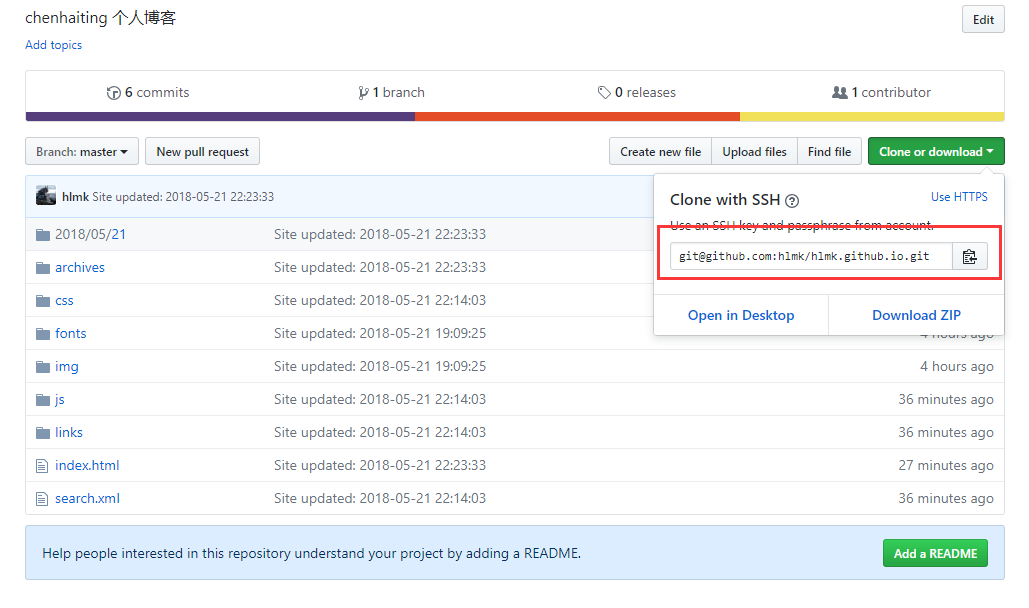 chenhaiting 个人博客
Edit
Add topics
6 commits
1 branch
0 releases
1 contributor
Branch: master
New pull request
Create new file
Upload files
Find file
Clone or download
hlmk Site updated: 2018-05-21 22:23:33
Clone with SSH
Use HTTPS
Use an SSH key and passphrase from account.
git@github.com:hlmk/hlmk.github.io.git
Open in Desktop
Download ZIP
2018/05/21 Site updated: 2018-05-21 22:23:33
archives Site updated: 2018-05-21 22:23:33
css Site updated: 2018-05-21 22:14:03
fonts Site updated: 2018-05-21 19:09:25 4 hours ago
img Site updated: 2018-05-21 19:09:25 4 hours ago
js Site updated: 2018-05-21 22:14:03 36 minutes ago
links Site updated: 2018-05-21 22:14:03 36 minutes ago
index.html Site updated: 2018-05-21 22:23:33 27 minutes ago
search.xml Site updated: 2018-05-21 22:14:03 36 minutes ago
Help people interested in this repository understand your project by adding a README.
Add a README